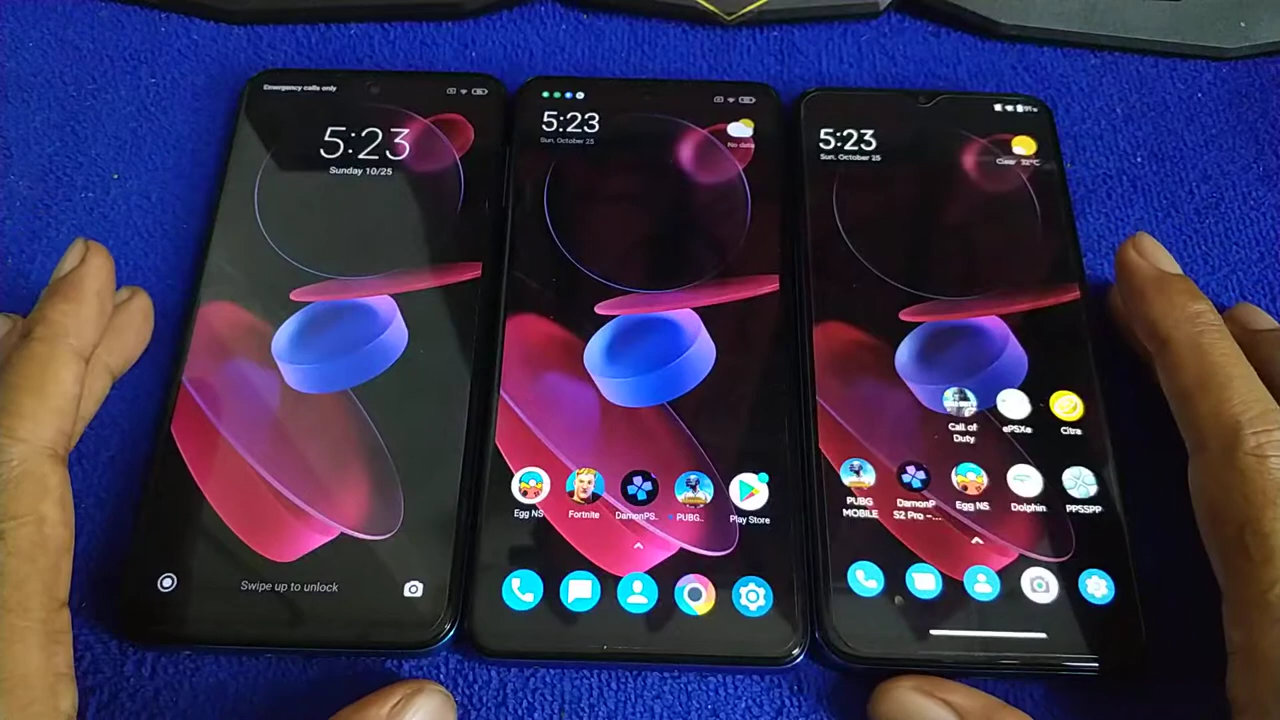 Emergency calls only
5:23
Sunday 10/25
Swipe up to unlock
5:23
Sun, October 25
No data
Egg NS
Fortnite
DamonPS..
PUBG..
Play Store
5:23
Sun, October 25
Clear 32°C
Call of
Duty
ePSXe
Citra
PUBG
MOBILE
DamonP
S2 Pro –...
Egg NS
Dolphin
PPSSPP